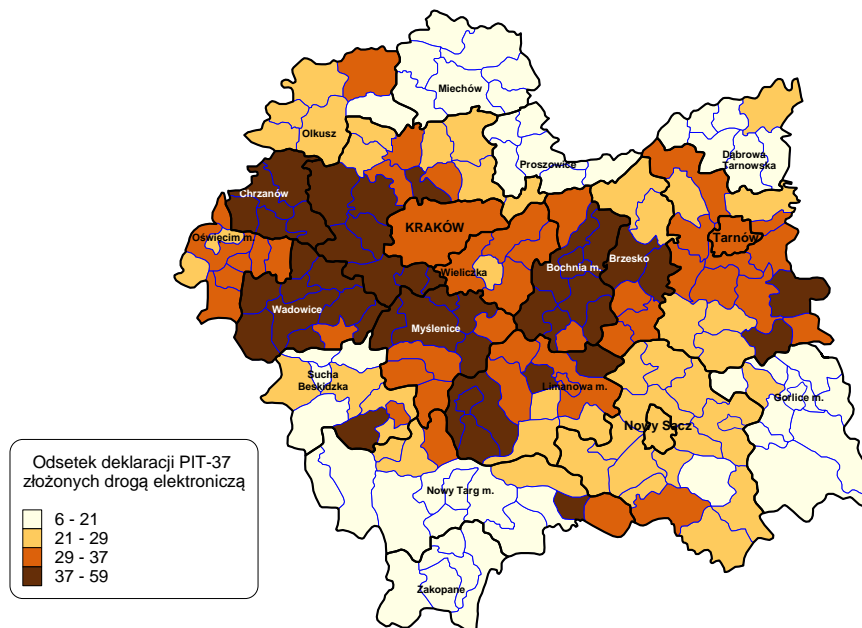 Miechów
Olkusz
Proszowice
Dąbrowa
Tarnowska
Chrzanów
KRAKÓW
Oświęcim m.
Tarnów
Wieliczka
Bochnia m.
Brzesko
Wadowice
Myślenice
Sucha
Beskidzka
Limanowa m.
Gorlice m.
Nowy Sącz
Nowy Targ m.
Zakopane
Odsetek deklaracji PIT-37
złożonych drogą elektroniczą
6 - 21
21 - 29
29 - 37
37 - 59